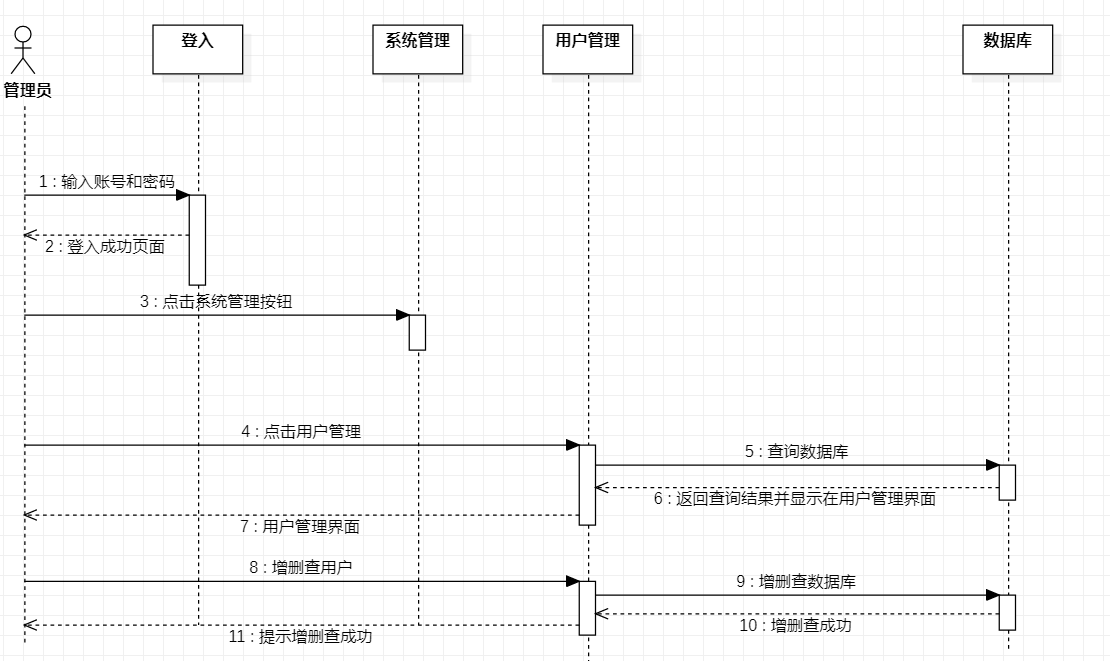 登入
系统管理
用户管理
数据库
管理员
1 : 输入账号和密码
2 : 登入成功页面
3 : 点击系统管理按钮
4 : 点击用户管理
5 : 查询数据库
6 : 返回查询结果并显示在用户管理界面
7 : 用户管理界面
8 : 增删查用户
9 : 增删查数据库
10 : 增删查成功
11 : 提示增删查成功